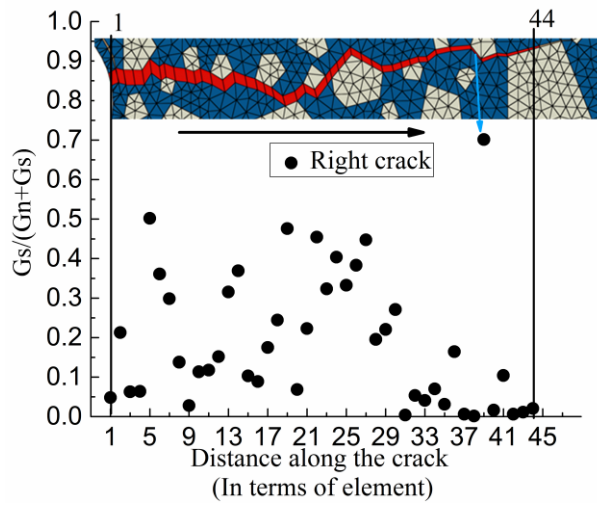 1 44
1.0
0.9
0.8
0.7
0.6
0.5
0.4
0.3
0.2
0.1
0.0
Gs/(Gn+Gs)
Right crack
1 5 9 13 17 21 25 29 33 37 41 45
Distance along the crack
(In terms of element)